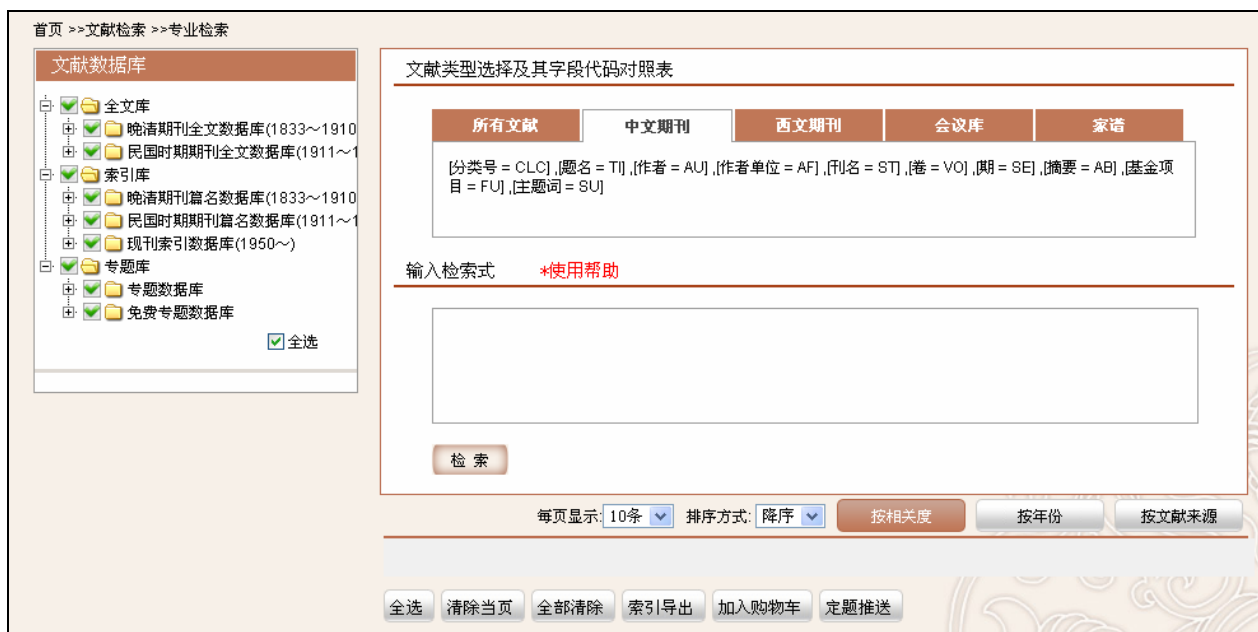 首页 >>文献检索 >>专业检索
文献数据库
全文库
晚清期刊全文数据库(1833～1910
民国时期期刊全文数据库(1911～1
索引库
晚清期刊篇名数据库(1833～1910
民国时期期刊篇名数据库(1911～1
现刊索引数据库(1950～)
专题库
专题数据库
免费专题数据库
全选
文献类型选择及其字段代码对照表
所有文献 中文期刊 西文期刊 会议库 家谱
[分类号 = CLC] ,[题名 = TI] ,[作者 = AU] ,[作者单位 = AF] ,[刊名 = ST] ,[卷 = VO] ,[期 = SE] ,[摘要 = AB] ,[基金项
目 = FU] ,[主题词 = SU]
输入检索式 *使用帮助
检 索
每页显示: 10条 排序方式: 降序 按相关度 按年份 按文献来源
全选 清除当页 全部清除 索引导出 加入购物车 定题推送